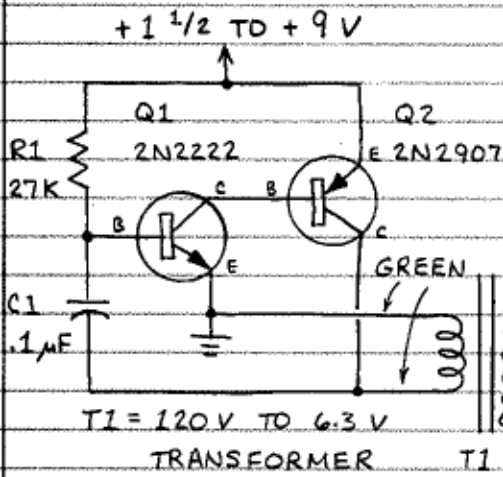 + 1 1/2 TO + 9 V
Q1
Q2
R1
2N2222
E 2N2907
27K
C
B
B
C
E
GREEN
C1
.1µF
T1 = 120 V TO 6.3 V
TRANSFORMER
T1